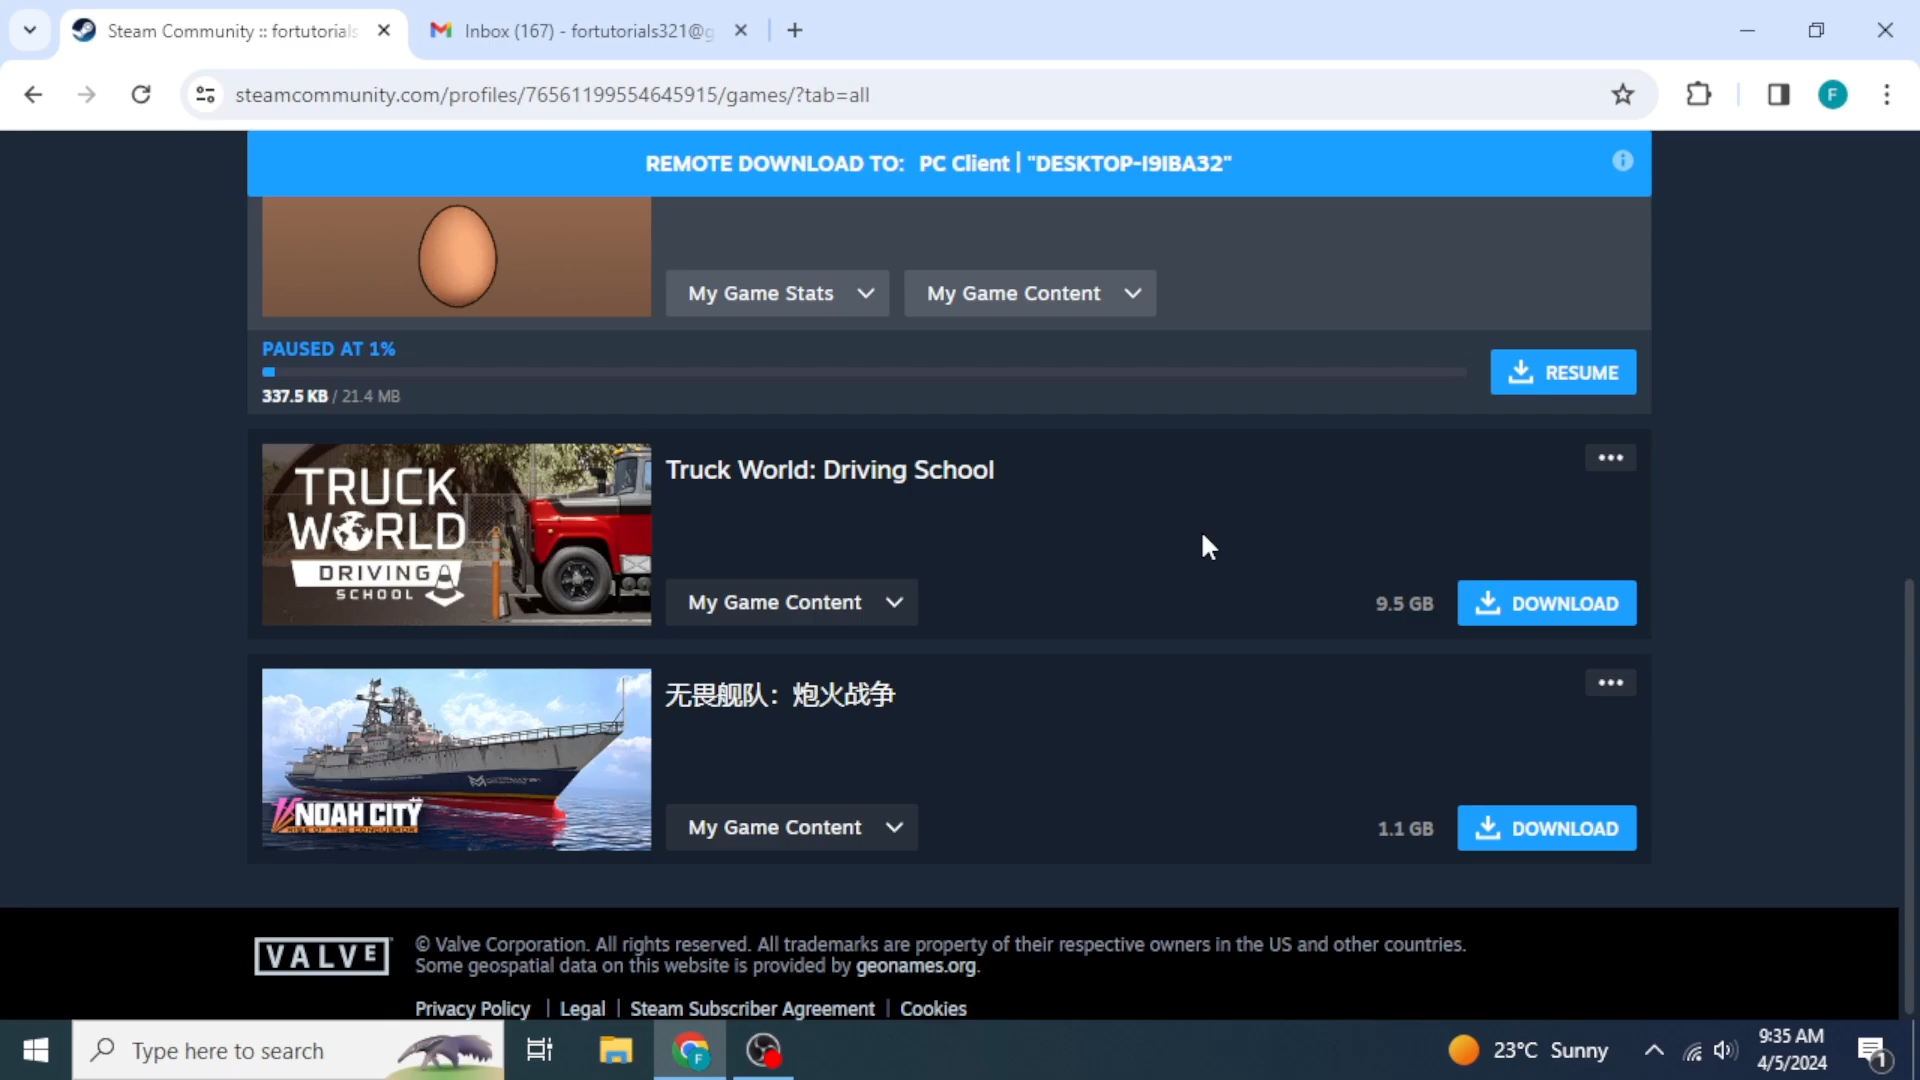 Steam Community :: fortutorials
Inbox (167) - fortutorials321@g
steamcommunity.com/profiles/76561199554645915/games/?tab=all
F
REMOTE DOWNLOAD TO: PC Client | "DESKTOP-I9IBA32"
My Game Stats
My Game Content
PAUSED AT 1%
337.5 KB / 21.4 MB
RESUME
TRUCK
WORLD
DRIVING
SCHOOL
Truck World: Driving School
My Game Content
9.5 GB
DOWNLOAD
NOAH CITY
RISE OF THE CONQUEROR
无畏舰队：炮火战争
My Game Content
1.1 GB
DOWNLOAD
VALVE
© Valve Corporation. All rights reserved. All trademarks are property of their respective owners in the US and other countries.
Some geospatial data on this website is provided by geonames.org.
Privacy Policy | Legal | Steam Subscriber Agreement | Cookies
Type here to search
F
23°C Sunny
9:35 AM
4/5/2024
1